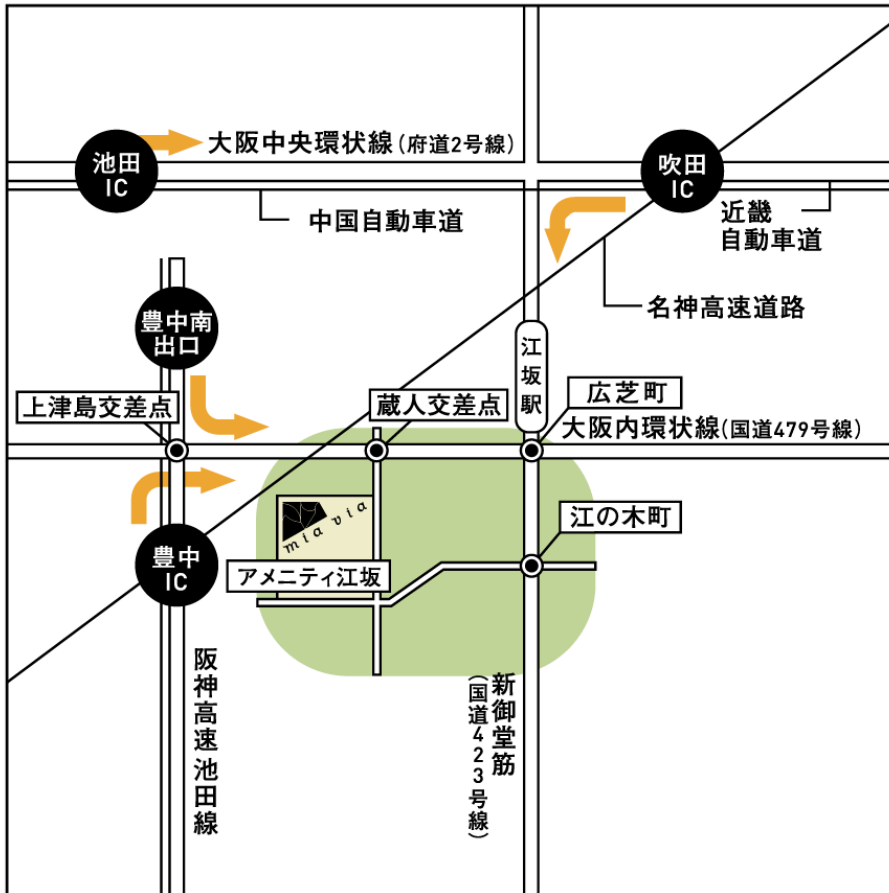 池田
IC
大阪中央環状線(府道2号線)
吹田
IC
中国自動車道
近畿
自動車道
名神高速道路
豊中南
出口
江坂駅
上津島交差点
蔵人交差点
広芝町
大阪内環状線(国道479号線)
mia via
江の木町
豊中
IC
アメニティ江坂
阪神高速池田線
新御堂筋
(国道423号線)